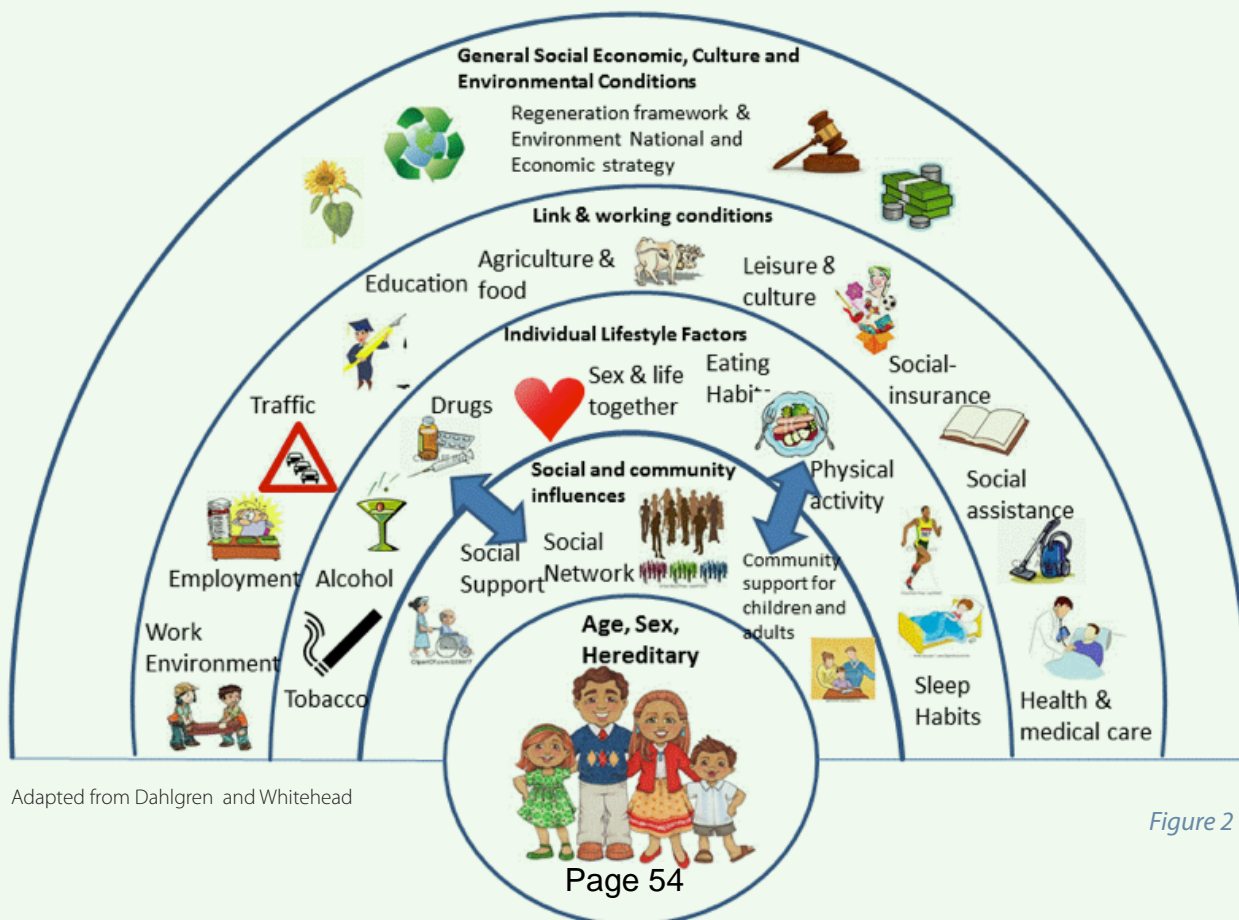 General Social Economic, Culture and
Environmental Conditions
Regeneration framework &
Environment National and
Economic strategy
Link & working conditions
Education
Agriculture &
food
Leisure &
culture
Social-
insurance
Traffic
Social
assistance
Employment
Work
Environment
Health &
medical care
Individual Lifestyle Factors
Drugs
Sex & life
together
Eating
Physical
activity
Alcohol
Tobacco
Sleep
Habits
Social and community
influences
Social
Support
Social
Network
Community
support for
children and
adults
Age, Sex,
Hereditary
Adapted from Dahlgren and Whitehead
Figure 2
Page 54